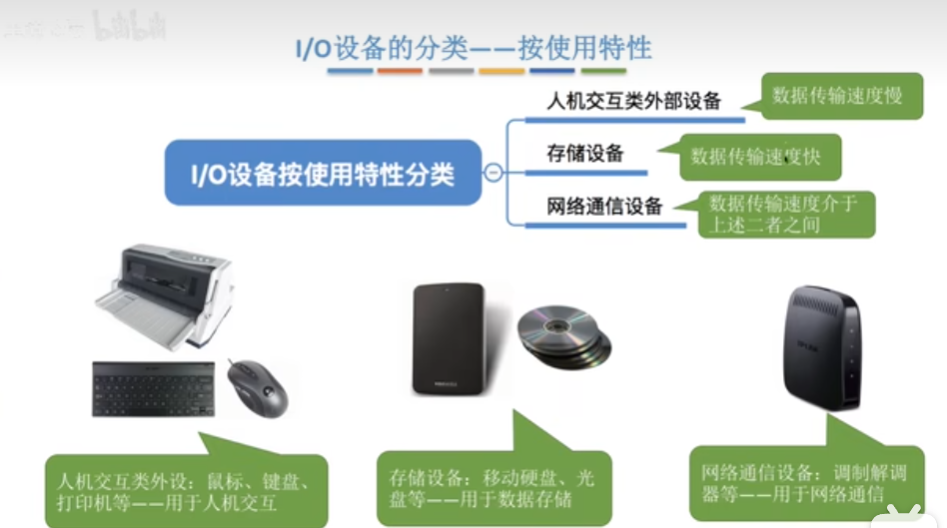 I/O设备的分类——按使用特性
I/O设备按使用特性分类
人机交互类外部设备
数据传输速度慢
存储设备
数据传输速度快
网络通信设备
数据传输速度介于
上述二者之间
人机交互类外设：鼠标、键盘、
打印机等——用于人机交互
存储设备：移动硬盘、光
盘等——用于数据存储
网络通信设备：调制解调
器等——用于网络通信